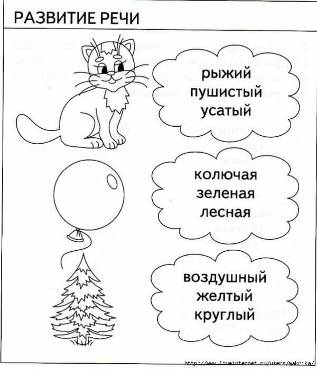 РАЗВИТИЕ РЕЧИ
рыжий
пушистый
усатый
колючая
зеленая
лесная
воздушный
желтый
круглый